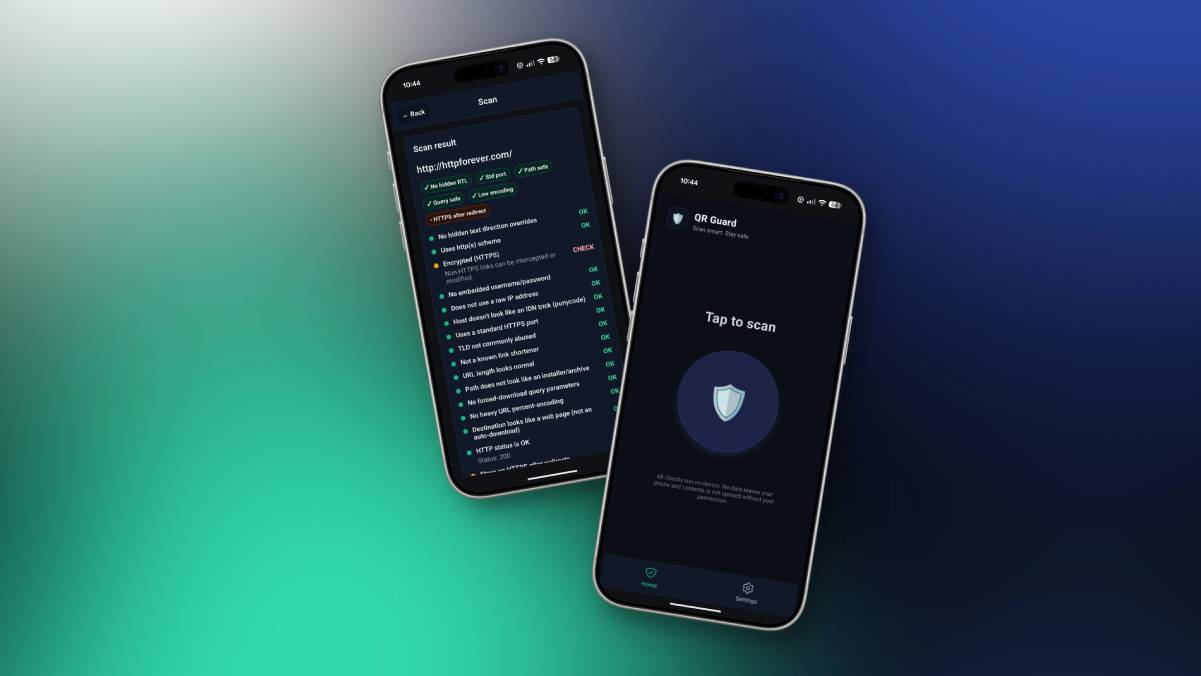 10:44
← Back
Scan
Scan result
http://httpforever.com/
✓ No hidden RTL
✓ Std port
✓ Path safe
✓ Query safe
✓ Low encoding
• HTTPS after redirect
No hidden text direction overrides OK
Uses http(s) scheme OK
Encrypted (HTTPS) CHECK
Non-HTTPS links can be intercepted or
modified.
No embedded username/password OK
Does not use a raw IP address OK
Host doesn't look like an IDN trick (punycode) OK
Uses a standard HTTPS port OK
TLD not commonly abused OK
Not a known link shortener OK
URL length looks normal OK
Path does not look like an installer/archive OK
No forced-download query parameters OK
No heavy URL percent-encoding OK
Destination looks like a web page (not an
auto-download)
HTTP status is OK
Status: 200
10:44
QR Guard
Scan smart. Stay safe.
Tap to scan
All checks run on-device. No data leaves your
phone and contents is not opened without your
permission.
Home
Settings